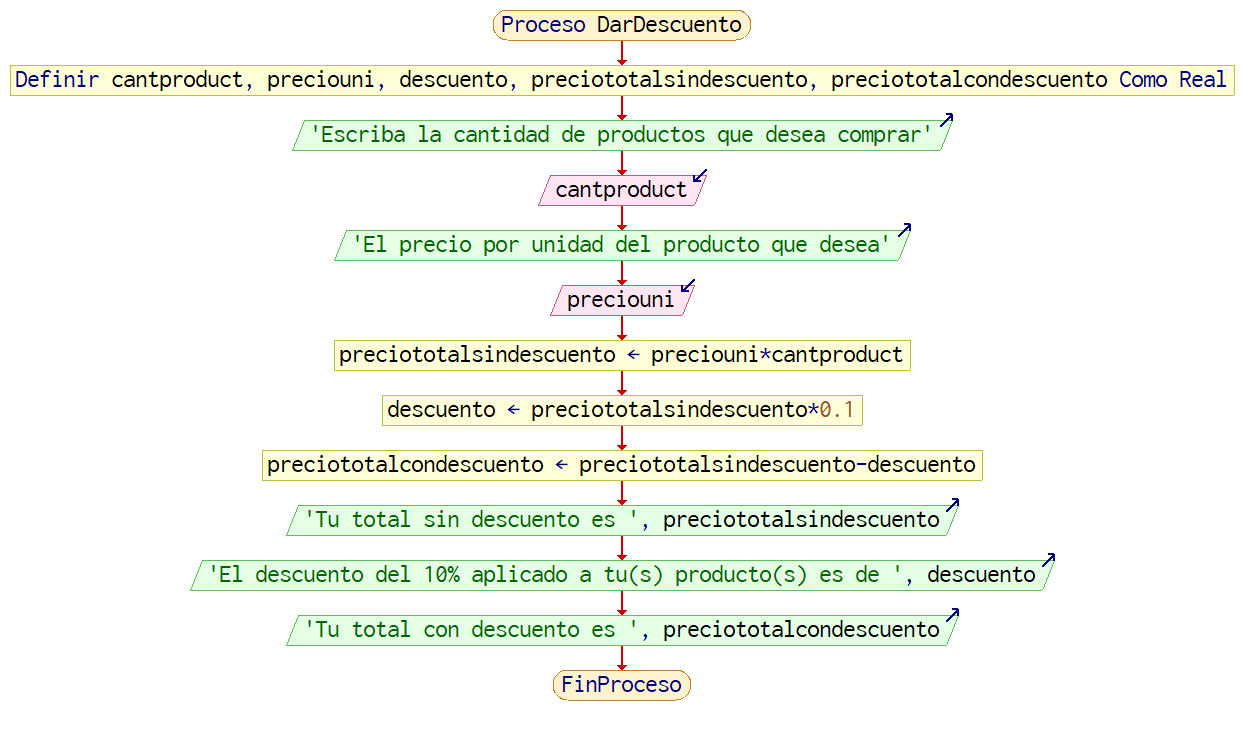 Proceso DarDescuento
Definir cantproduct, preciouni, descuento, preciototalsindescuento, preciototalcondescuento Como Real
'Escriba la cantidad de productos que desea comprar'
cantproduct
'El precio por unidad del producto que desea'
preciouni
preciototalsindescuento ← preciouni*cantproduct
descuento ← preciototalsindescuento*0.1
preciototalcondescuento ← preciototalsindescuento-descuento
'Tu total sin descuento es ', preciototalsindescuento
'El descuento del 10% aplicado a tu(s) producto(s) es de ', descuento
'Tu total con descuento es ', preciototalcondescuento
FinProceso